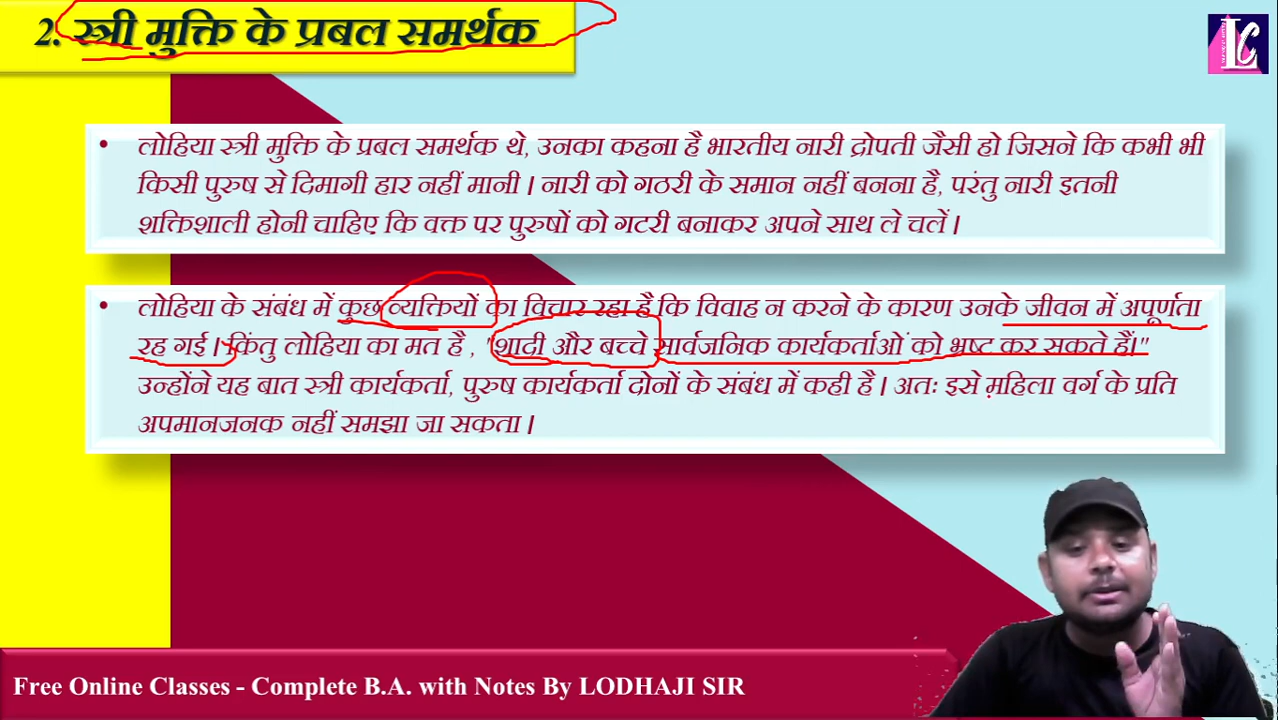 2. स्त्री मुक्ति के प्रबल समर्थक
LC
• लोहिया स्त्री मुक्ति के प्रबल समर्थक थे, उनका कहना है भारतीय नारी द्रोपती जैसी हो जिसने कि कभी भी
किसी पुरुष से दिमागी हार नहीं मानी । नारी को गठरी के समान नहीं बनना है, परंतु नारी इतनी
शक्तिशाली होनी चाहिए कि वक्त पर पुरुषों को गटरी बनाकर अपने साथ ले चलें ।
• लोहिया के संबंध में कुछ व्यक्तियों का विचार रहा है कि विवाह न करने के कारण उनके जीवन में अपूर्णता
रह गई । किंतु लोहिया का मत है , "शादी और बच्चे सार्वजनिक कार्यकर्ताओं को भ्रष्ट कर सकते हैं।"
उन्होंने यह बात स्त्री कार्यकर्ता, पुरुष कार्यकर्ता दोनों के संबंध में कही है । अतः इसे महिला वर्ग के प्रति
अपमानजनक नहीं समझा जा सकता ।
Free Online Classes - Complete B.A. with Notes By LODHAJI SIR